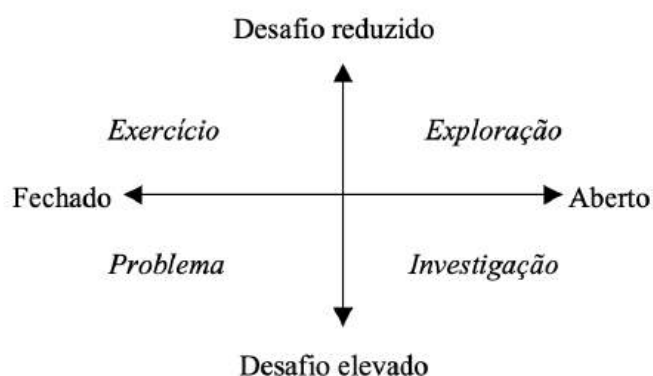 Desafio reduzido
Exercício Exploração
Fechado Aberto
Problema Investigação
Desafio elevado